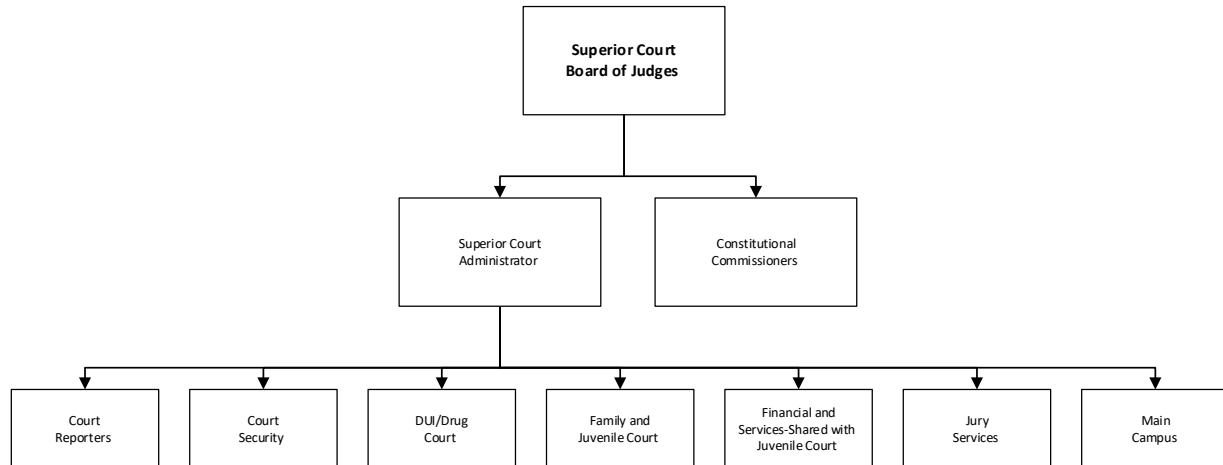 Superior Court
Board of Judges
Superior Court
Administrator
Constitutional
Commissioners
Court
Reporters
Court
Security
DUI/Drug
Court
Family and
Juvenile Court
Financial and
Services-Shared with
Juvenile Court
Jury
Services
Main
Campus